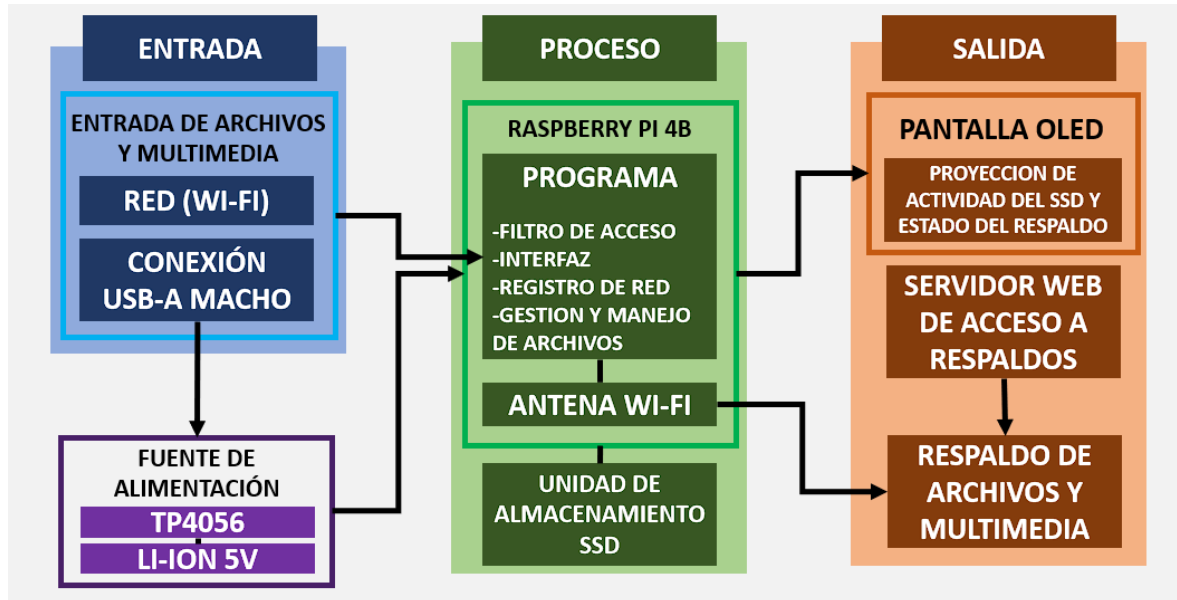 ENTRADA
ENTRADA DE ARCHIVOS
Y MULTIMEDIA
RED (WI-FI)
CONEXIÓN
USB-A MACHO
FUENTE DE
ALIMENTACIÓN
TP4056
LI-ION 5V
PROCESO
RASPBERRY PI 4B
PROGRAMA
-FILTRO DE ACCESO
-INTERFAZ
-REGISTRO DE RED
-GESTION Y MANEJO
DE ARCHIVOS
ANTENA WI-FI
UNIDAD DE
ALMACENAMIENTO
SSD
SALIDA
PANTALLA OLED
PROYECCION DE
ACTIVIDAD DEL SSD Y
ESTADO DEL RESPALDO
SERVIDOR WEB
DE ACCESO A
RESPALDOS
RESPALDO DE
ARCHIVOS Y
MULTIMEDIA